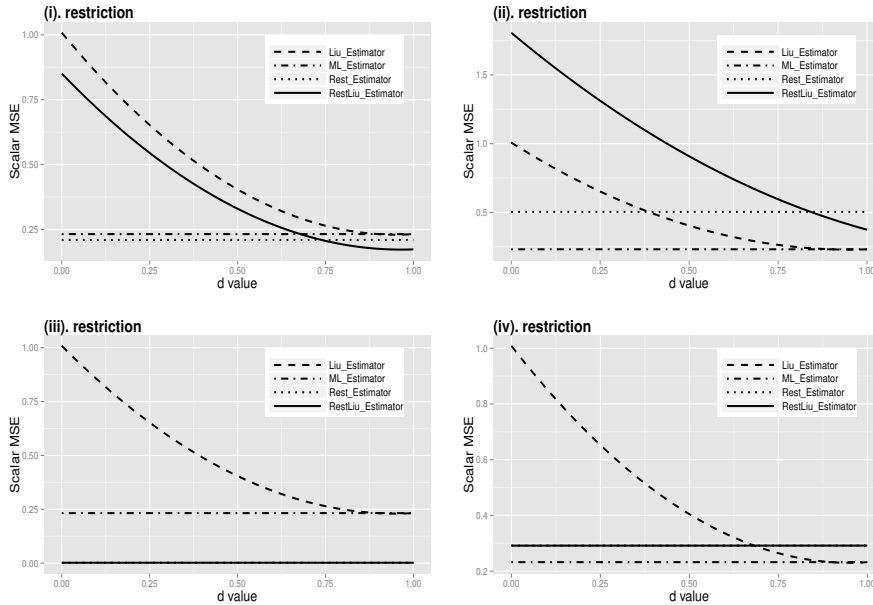 (i). restriction
Scalar MSE
1.00
0.75
0.50
0.25
Liu_Estimator
ML_Estimator
Rest_Estimator
RestLiu_Estimator
0.00 0.25 0.50 0.75 1.00
d value
(ii). restriction
Scalar MSE
1.5
1.0
0.5
Liu_Estimator
ML_Estimator
Rest_Estimator
RestLiu_Estimator
0.00 0.25 0.50 0.75 1.00
d value
(iii). restriction
Scalar MSE
1.00
0.75
0.50
0.25
0.00
Liu_Estimator
ML_Estimator
Rest_Estimator
RestLiu_Estimator
0.00 0.25 0.50 0.75 1.00
d value
(iv). restriction
Scalar MSE
1.0
0.8
0.6
0.4
0.2
Liu_Estimator
ML_Estimator
Rest_Estimator
RestLiu_Estimator
0.00 0.25 0.50 0.75 1.00
d value